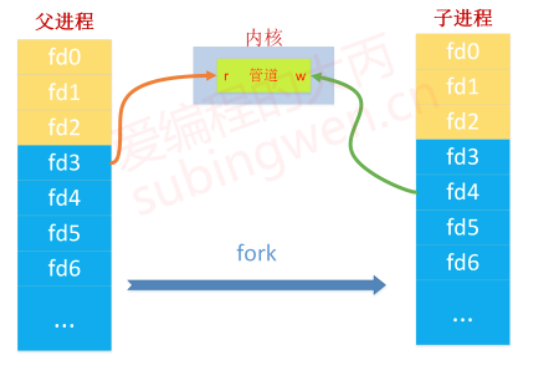 父进程
fd0
fd1
fd2
fd3
fd4
fd5
fd6
...
内核
r 管道 w
fork
子进程
fd0
fd1
fd2
fd3
fd4
fd5
fd6
...
爱编程的大丙
subingwen.cn